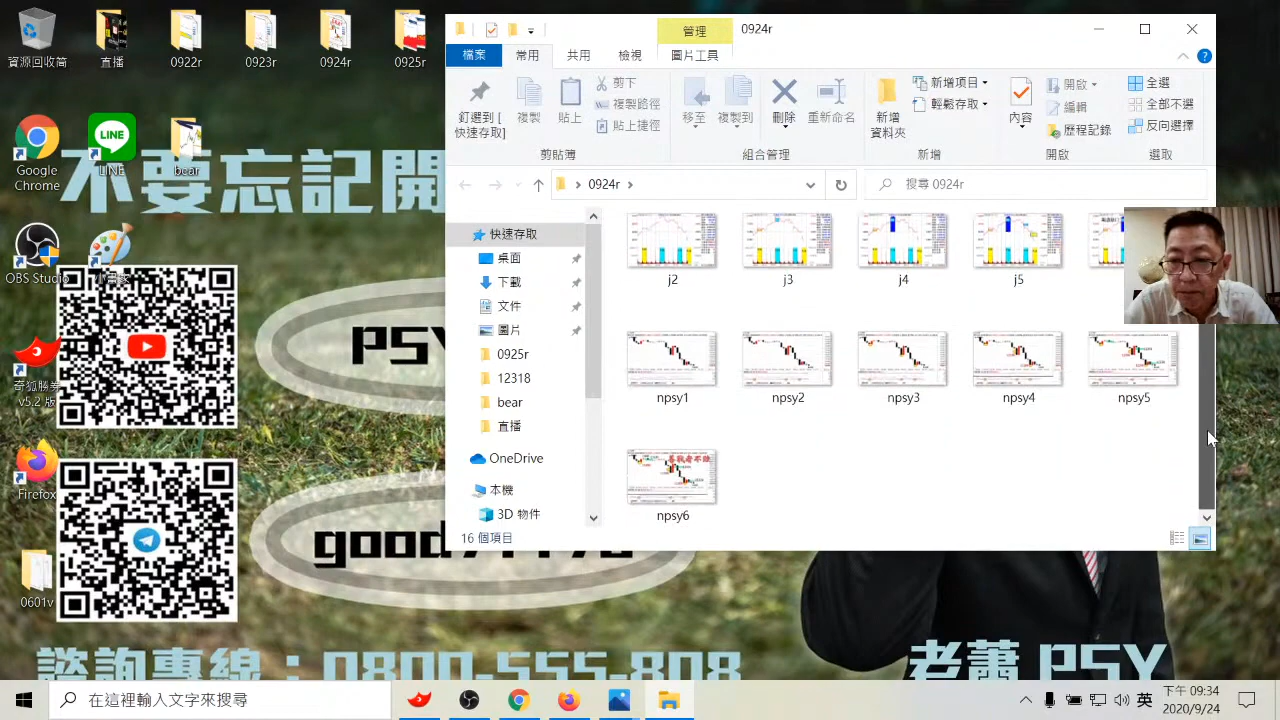 資源回收筒
直播
0922r
0923r
0924r
0925r
Google
Chrome
LINE
bear
OBS Studio
小畫家
v5.2 版
Firefox
0601v
不要忘記開
PSY
good
諮詢專線：0800.555.808
老蕭 PSY
管理
0924r
檔案
常用
共用
檢視
圖片工具
釘選到 [
快速存取]
複製
貼上
剪下
複製路徑
貼上捷徑
剪貼簿
移至
複製到
刪除
重新命名
組合管理
新增
資料夾
新增項目
輕鬆存取
新增
內容
開啟
編輯
歷程記錄
開啟
全選
全部不選
反向選擇
選取
0924r
搜尋 0924r
快速存取
桌面
下載
文件
圖片
0925r
12318
bear
直播
OneDrive
本機
3D 物件
j2
j3
j4
j5
npsy1
npsy2
npsy3
npsy4
npsy5
npsy6
16 個項目
在這裡輸入文字來搜尋
英
下午 09:34
2020/9/24